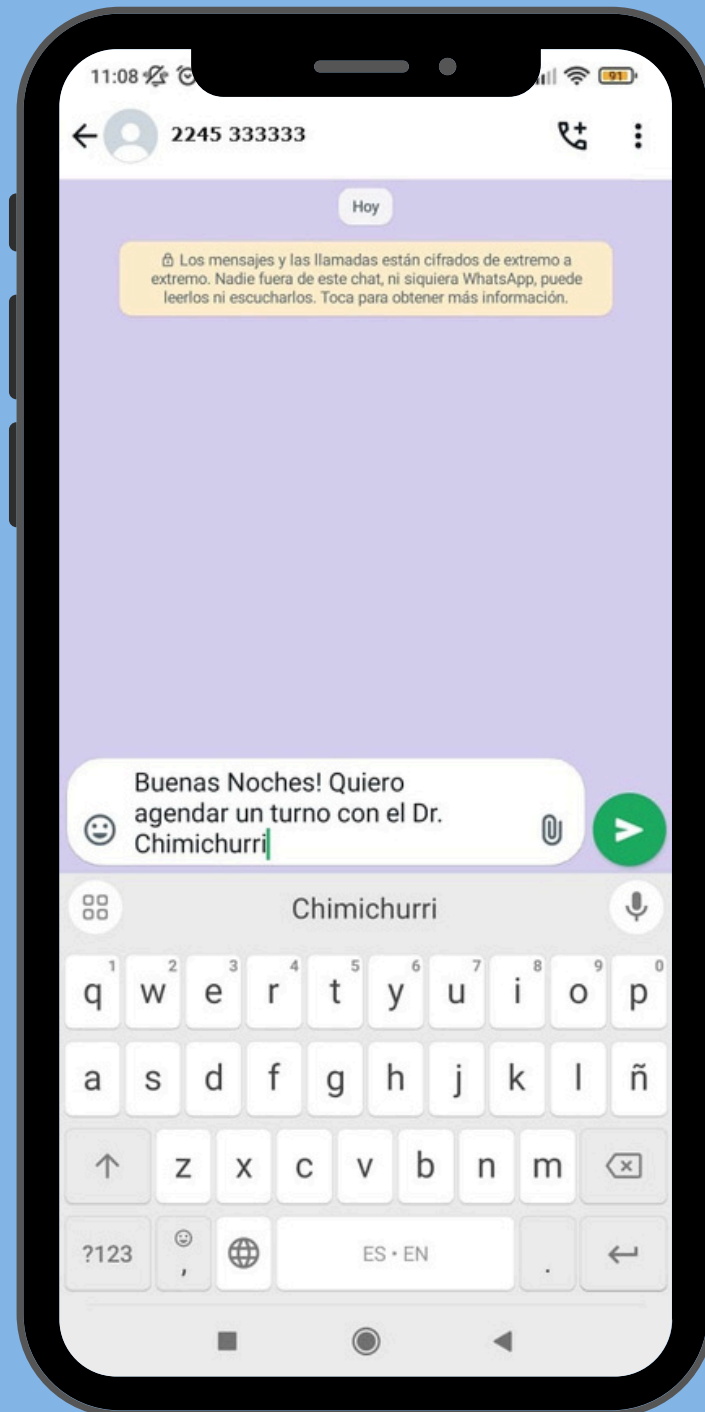 11:08
91
2245 333333
Hoy
Los mensajes y las llamadas están cifrados de extremo a
extremo. Nadie fuera de este chat, ni siquiera WhatsApp, puede
leerlos ni escucharlos. Toca para obtener más información.
Buenas Noches! Quiero
agendar un turno con el Dr.
Chimichurri
Chimichurri
1 2 3 4 5 6 7 8 9 0
q w e r t y u i o p
a s d f g h j k l ñ
z x c v b n m
?123 , ES • EN .